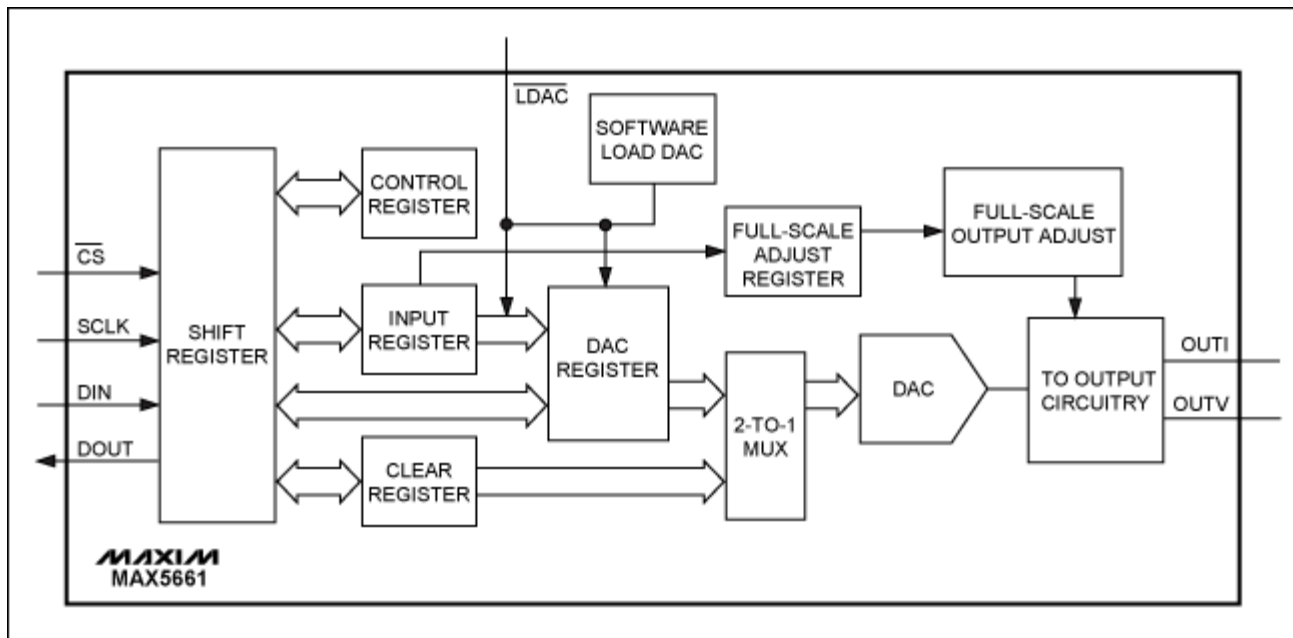 LDAC
SOFTWARE
LOAD DAC
CONTROL
REGISTER
FULL-SCALE
OUTPUT ADJUST
FULL-SCALE
ADJUST
REGISTER
CS
SCLK
DIN
DOUT
SHIFT
REGISTER
INPUT
REGISTER
DAC
REGISTER
CLEAR
REGISTER
2-TO-1
MUX
DAC
TO OUTPUT
CIRCUITRY
OUTI
OUTV
MAXIM
MAX5661